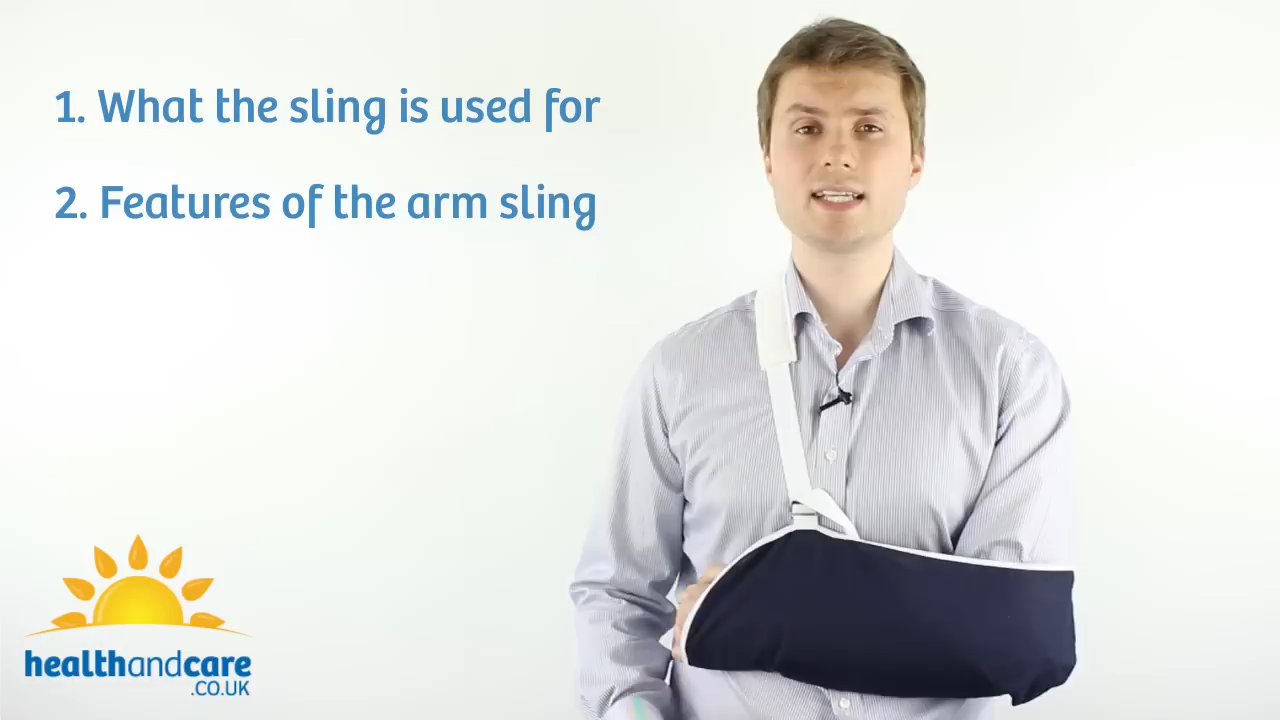 1. What the sling is used for
2. Features of the arm sling
healthandcare
.CO.UK